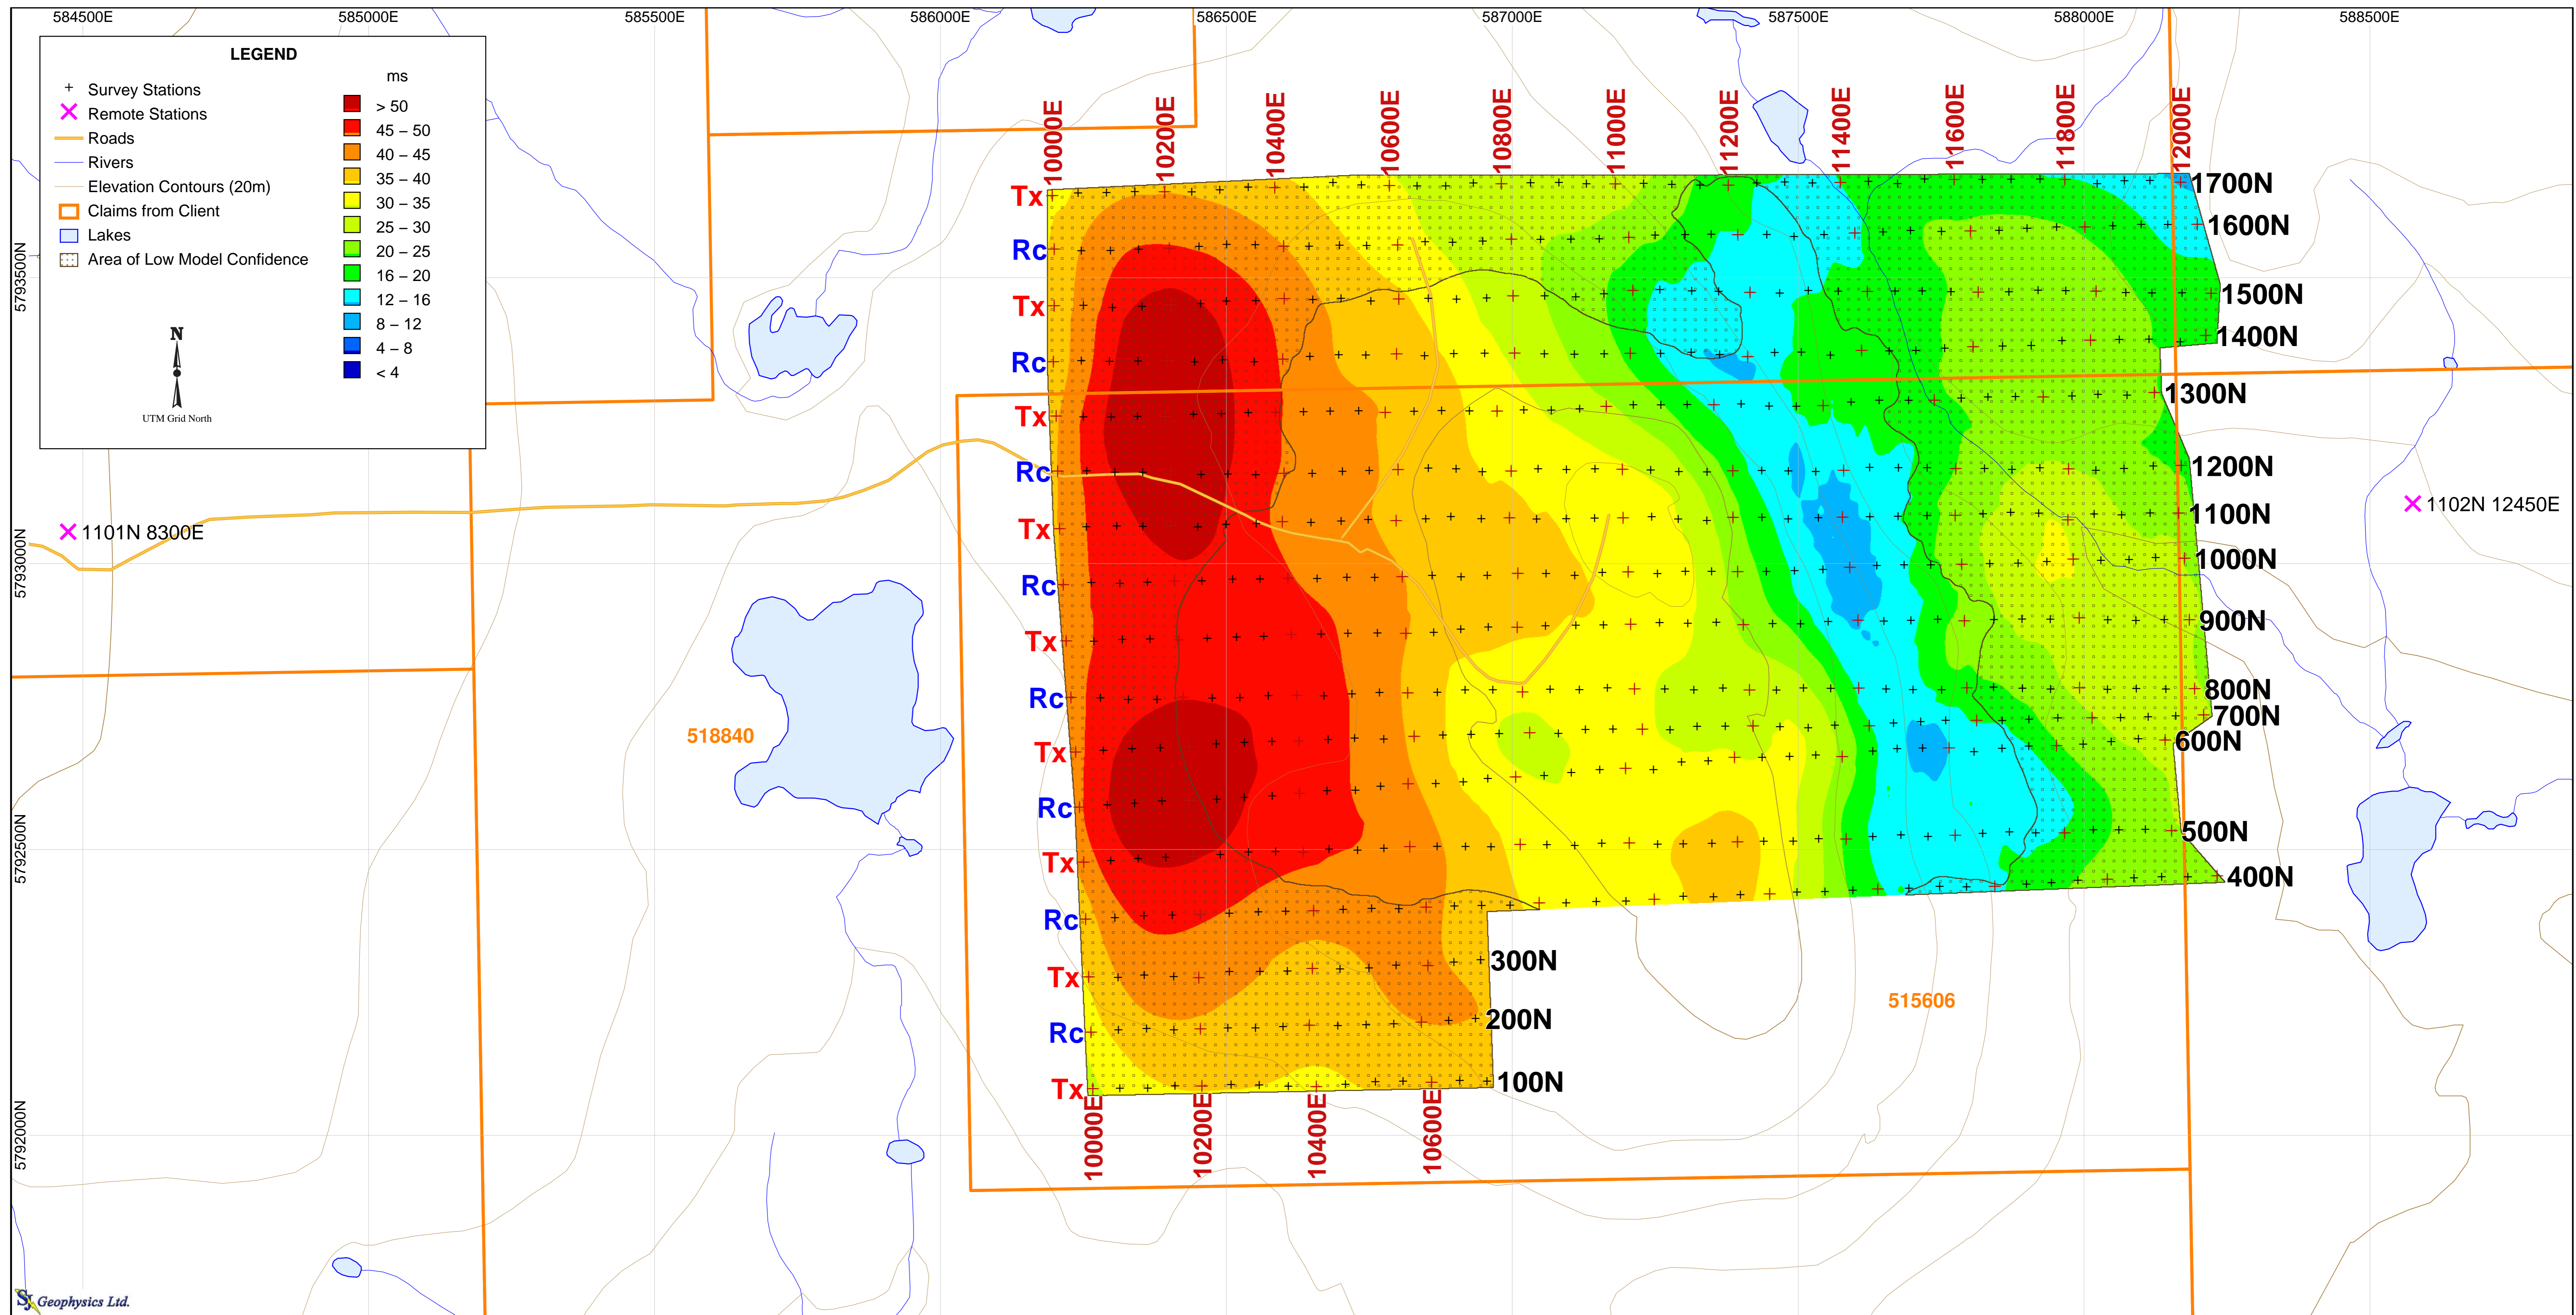 584500E 585000E 585500E 586000E 586500E 587000E 587500E 588000E 588500E
LEGEND
ms
Survey Stations
Remote Stations
Roads
Rivers
Elevation Contours (20m)
Claims from Client
Lakes
Area of Low Model Confidence
> 50
45 – 50
40 – 45
35 – 40
30 – 35
25 – 30
20 – 25
16 – 20
12 – 16
8 – 12
4 – 8
< 4
N
UTM Grid North
10000E 10200E 10400E 10600E 10800E 11000E 11200E 11400E 11600E 11800E 12000E
Tx 1700N
Rc 1600N
5793500N
Tx 1500N
Rc 1400N
Tx 1300N
Rc 1200N
1101N 8300E
Tx 1100N
1102N 12450E
5793000N
Rc 1000N
Tx 900N
Rc 800N
518840
Tx 700N
600N
Rc 500N
5792500N
Tx 400N
Rc
Tx 300N
515606
Rc 200N
Tx 100N
5792000N
10000E 10200E 10400E 10600E
SJ Geophysics Ltd.